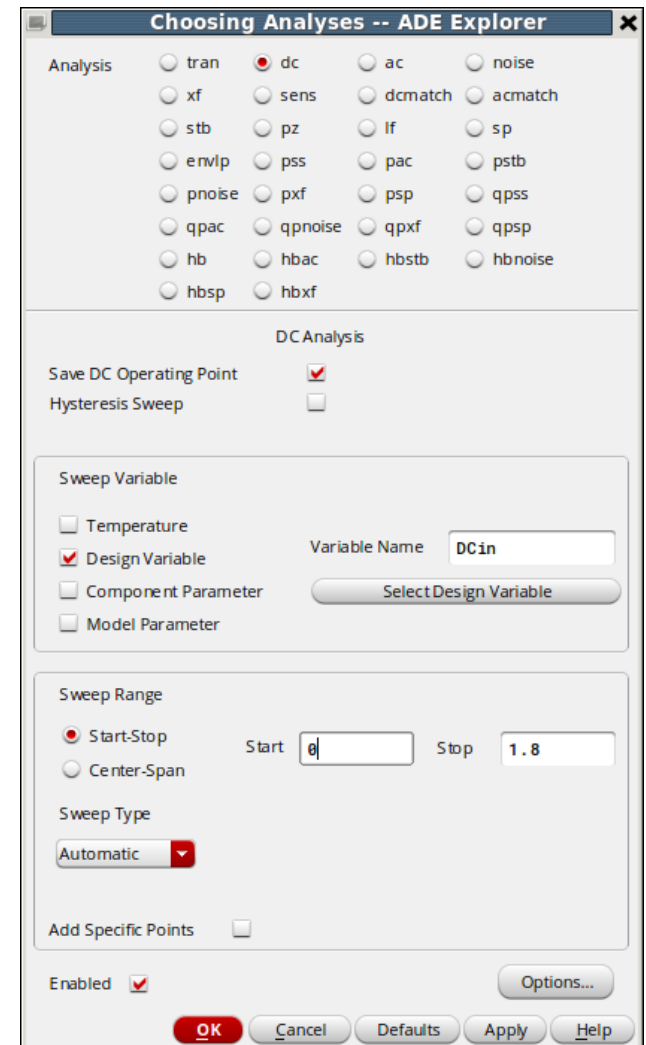 Choosing Analyses -- ADE Explorer
Analysis tran dc ac noise
xf sens dcmatch acmatch
stb pz lf sp
envlp pss pac pstb
pnoise pxf psp qpss
qpac qpnoise qpxf qpsp
hb hbac hbstb hbnoise
hbsp hbxf
DC Analysis
Save DC Operating Point
Hysteresis Sweep
Sweep Variable
Temperature
Design Variable Variable Name DCin
Component Parameter Select Design Variable
Model Parameter
Sweep Range
Start-Stop Start 0 Stop 1.8
Center-Span
Sweep Type
Automatic
Add Specific Points
Enabled Options...
OK Cancel Defaults Apply Help